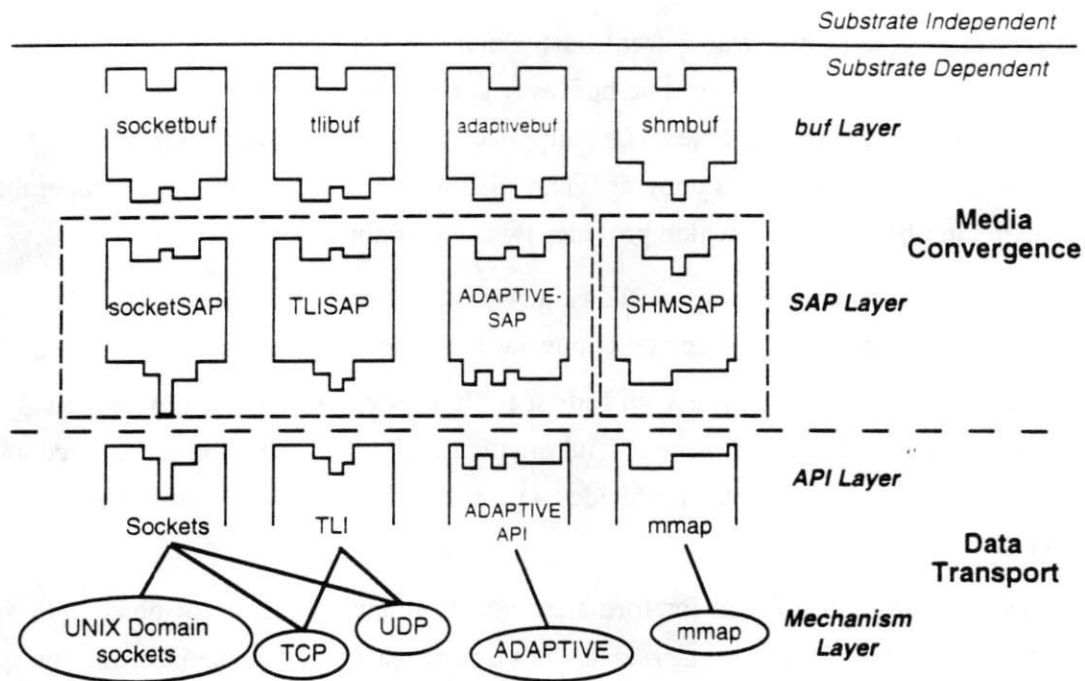 Substrate Independent
Substrate Dependent
socketbuf
tlibuf
adaptivebuf
shmbuf
buf Layer
Media
Convergence
socketSAP
TLISAP
ADAPTIVE-
SAP
SHMSAP
SAP Layer
API Layer
Sockets
TLI
ADAPTIVE
API
mmap
Data
Transport
UNIX Domain
sockets
TCP
UDP
ADAPTIVE
mmap
Mechanism
Layer